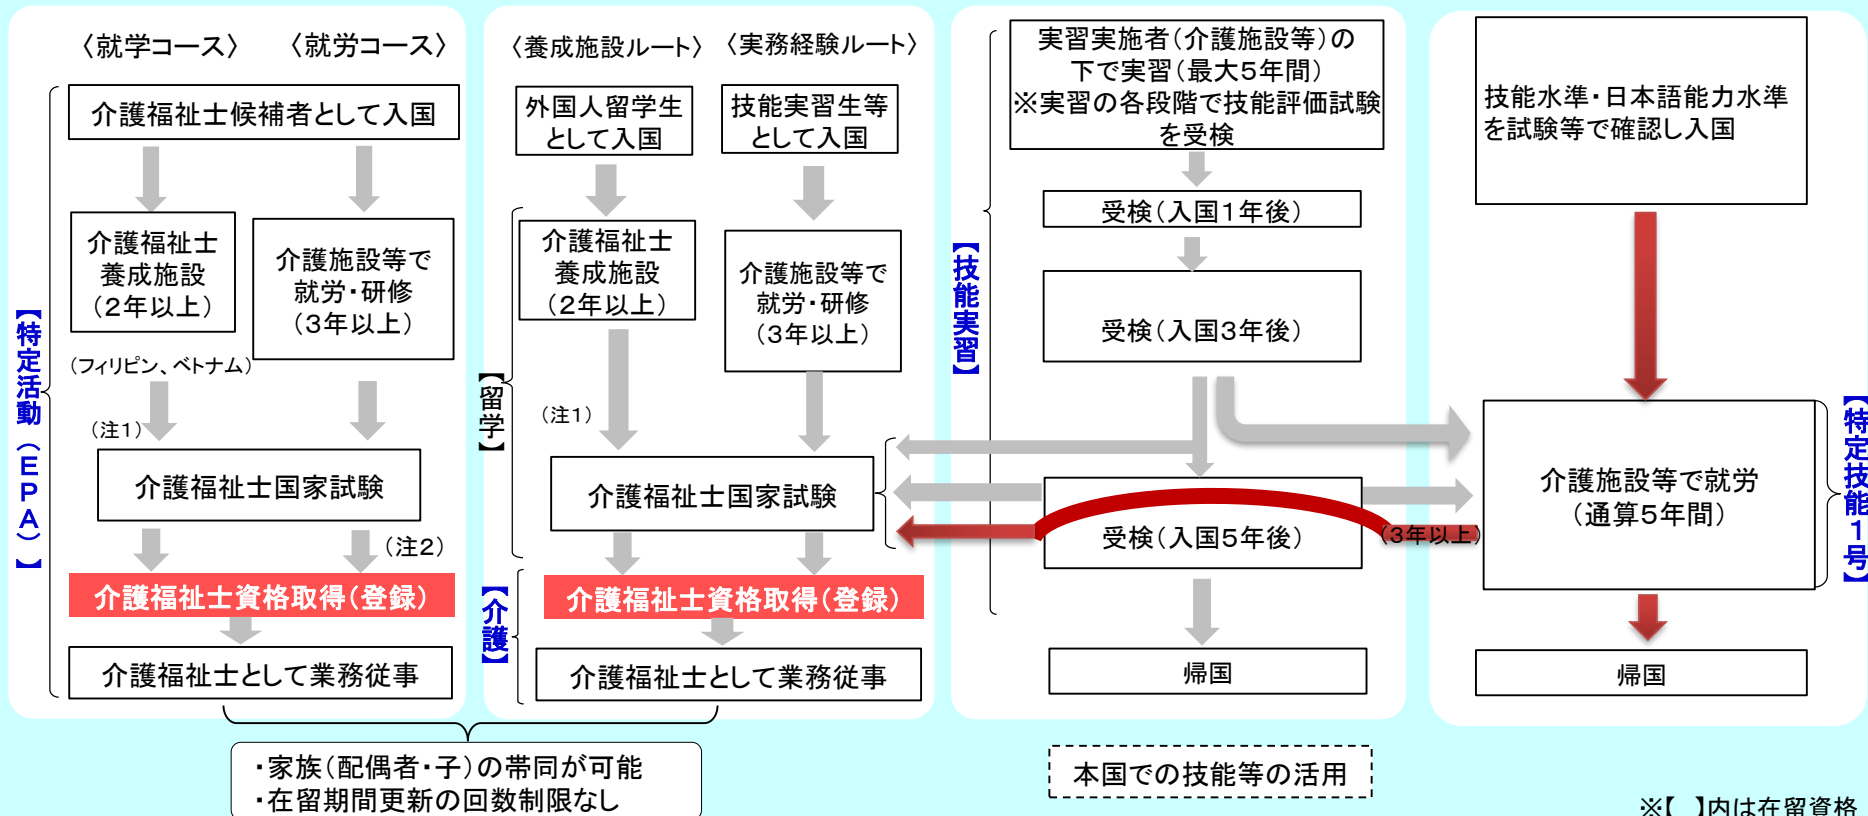 〈就学コース〉
〈就労コース〉
介護福祉士候補者として入国
介護福祉士
養成施設
（２年以上）
介護施設等で
就労・研修
（３年以上）
（フィリピン、ベトナム）
（注１）
介護福祉士国家試験
（注２）
介護福祉士資格取得（登録）
介護福祉士として業務従事
【特定活動（ＥＰＡ）】
〈養成施設ルート〉
〈実務経験ルート〉
外国人留学生
として入国
技能実習生等
として入国
介護福祉士
養成施設
（２年以上）
介護施設等で
就労・研修
（３年以上）
（注１）
介護福祉士国家試験
介護福祉士資格取得（登録）
介護福祉士として業務従事
【留学】
【介護】
・家族（配偶者・子）の帯同が可能
・在留期間更新の回数制限なし
実習実施者（介護施設等）の
下で実習（最大５年間）
※実習の各段階で技能評価試験
を受検
受検（入国１年後）
受検（入国３年後）
受検（入国５年後）
帰国
【技能実習】
本国での技能等の活用
技能水準・日本語能力水準
を試験等で確認し入国
介護施設等で就労
（通算５年間）
（３年以上）
帰国
【特定技能１号】
※【　】内は在留資格